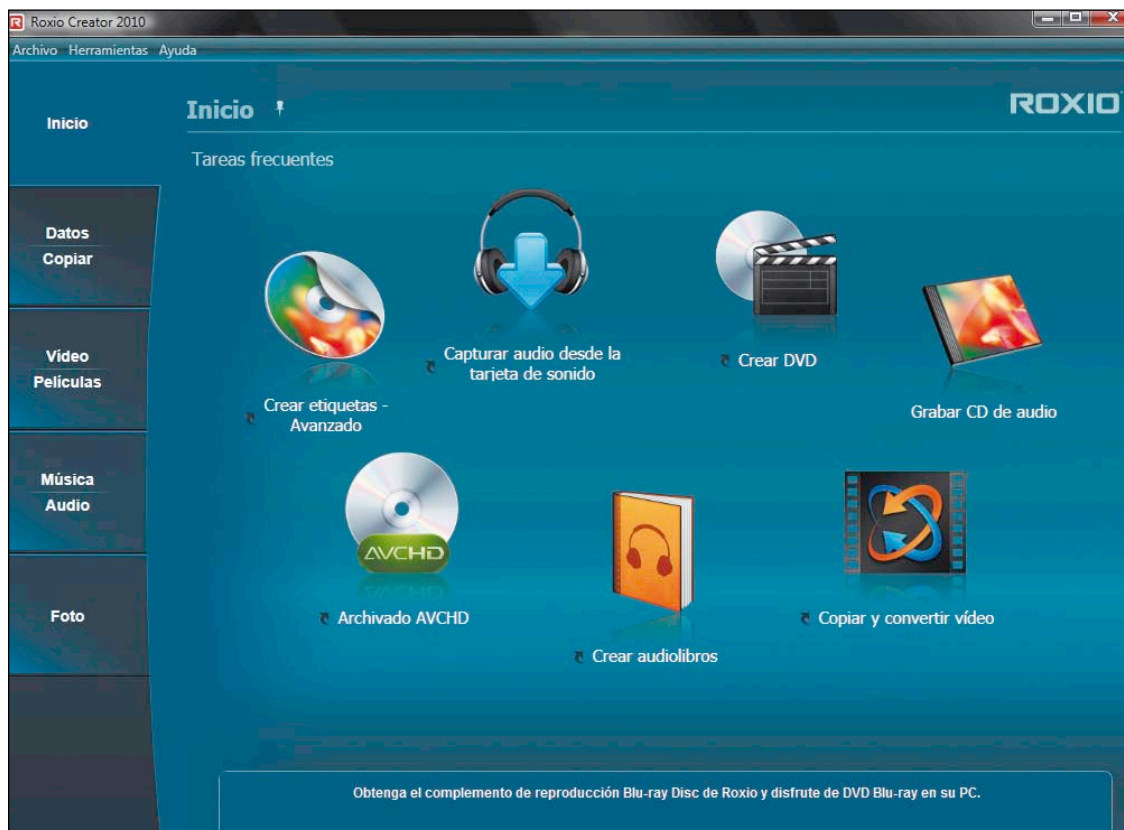 Roxio Creator 2010
Archivo Herramientas Ayuda
Inicio
Datos
Copiar
Vídeo
Películas
Música
Audio
Foto
Inicio
ROXIO
Tareas frecuentes
Crear etiquetas -
Avanzado
Capturar audio desde la
tarjeta de sonido
Crear DVD
Grabar CD de audio
AVCHD
Archivado AVCHD
Crear audiolibros
Copiar y convertir vídeo
Obtenga el complemento de reproducción Blu-ray Disc de Roxio y disfrute de DVD Blu-ray en su PC.